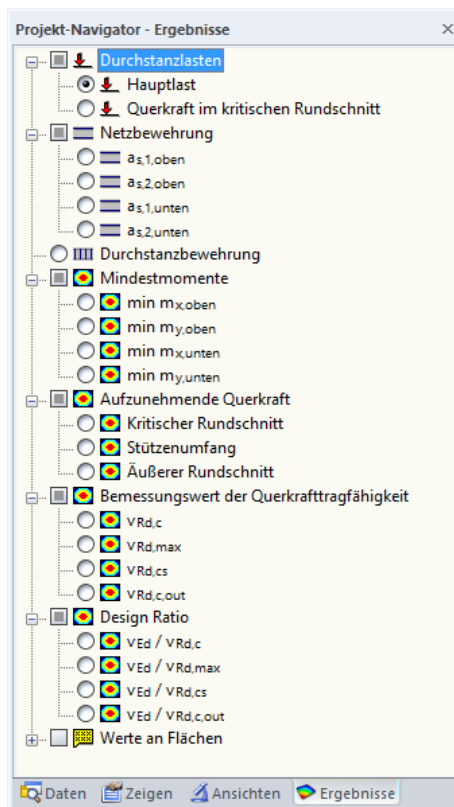 Projekt-Navigator - Ergebnisse
Durchstanzlasten
Hauptlast
Querkraft im kritischen Rundschnitt
Netzbewehrung
as,1,oben
as,2,oben
as,1,unten
as,2,unten
Durchstanzbewehrung
Mindestmomente
min mx,oben
min my,oben
min mx,unten
min my,unten
Aufzunehmende Querkraft
Kritischer Rundschnitt
Stützenumfang
Äußerer Rundschnitt
Bemessungswert der Querkrafttragfähigkeit
vRd,c
vRd,max
vRd,cs
vRd,c,out
Design Ratio
vEd / vRd,c
vEd / vRd,max
vEd / vRd,cs
vEd / vRd,c,out
Werte an Flächen
Daten Zeigen Ansichten Ergebnisse